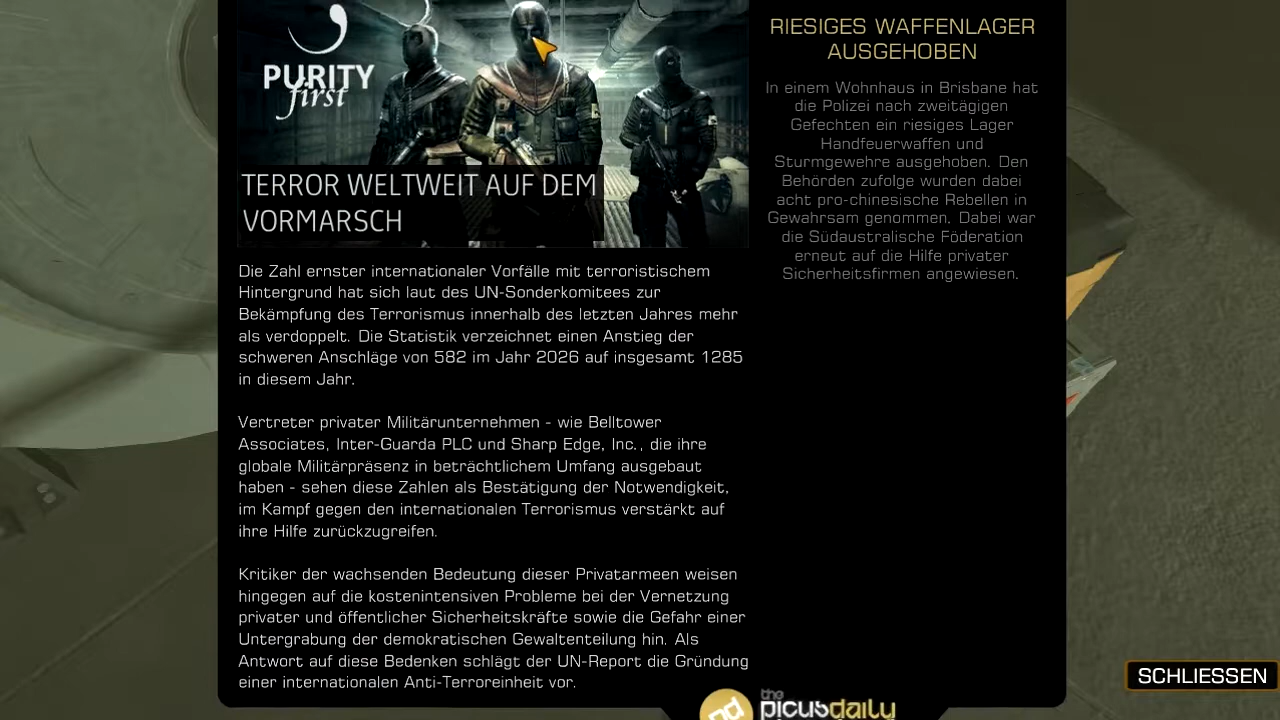 PURITY
first
TERROR WELTWEIT AUF DEM
VORMARSCH
Die Zahl ernster internationaler Vorfälle mit terroristischem
Hintergrund hat sich laut des UN-Sonderkomitees zur
Bekämpfung des Terrorismus innerhalb des letzten Jahres mehr
als verdoppelt. Die Statistik verzeichnet einen Anstieg der
schweren Anschläge von 582 im Jahr 2026 auf insgesamt 1285
in diesem Jahr.
Vertreter privater Militärunternehmen - wie Belltower
Associates, Inter-Guarda PLC und Sharp Edge, Inc., die ihre
globale Militärpräsenz in beträchtlichem Umfang ausgebaut
haben - sehen diese Zahlen als Bestätigung der Notwendigkeit,
im Kampf gegen den internationalen Terrorismus verstärkt auf
ihre Hilfe zurückzugreifen.
Kritiker der wachsenden Bedeutung dieser Privatarmeen weisen
hingegen auf die kostenintensiven Probleme bei der Vernetzung
privater und öffentlicher Sicherheitskräfte sowie die Gefahr einer
Untergrabung der demokratischen Gewaltenteilung hin. Als
Antwort auf diese Bedenken schlägt der UN-Report die Gründung
einer internationalen Anti-Terroreinheit vor.
RIESIGES WAFFENLAGER
AUSGEHOBEN
In einem Wohnhaus in Brisbane hat
die Polizei nach zweitägigen
Gefechten ein riesiges Lager
Handfeuerwaffen und
Sturmgewehre ausgehoben. Den
Behörden zufolge wurden dabei
acht pro-chinesische Rebellen in
Gewahrsam genommen. Dabei war
die Südaustralische Föderation
erneut auf die Hilfe privater
Sicherheitsfirmen angewiesen.
SCHLIESSEN
the
picusdaily